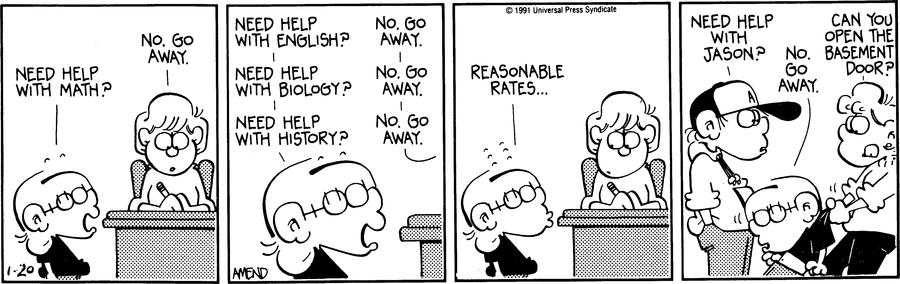 NEED HELP
WITH MATH?
NO. GO
AWAY.
1-20
NEED HELP
WITH ENGLISH?
NO. GO
AWAY.
NEED HELP
WITH BIOLOGY?
NO. GO
AWAY.
NEED HELP
WITH HISTORY?
NO. GO
AWAY.
AMEND
© 1991 Universal Press Syndicate
REASONABLE
RATES...
NEED HELP
WITH
JASON?
NO.
GO
AWAY.
CAN YOU
OPEN THE
BASEMENT
DOOR?
A